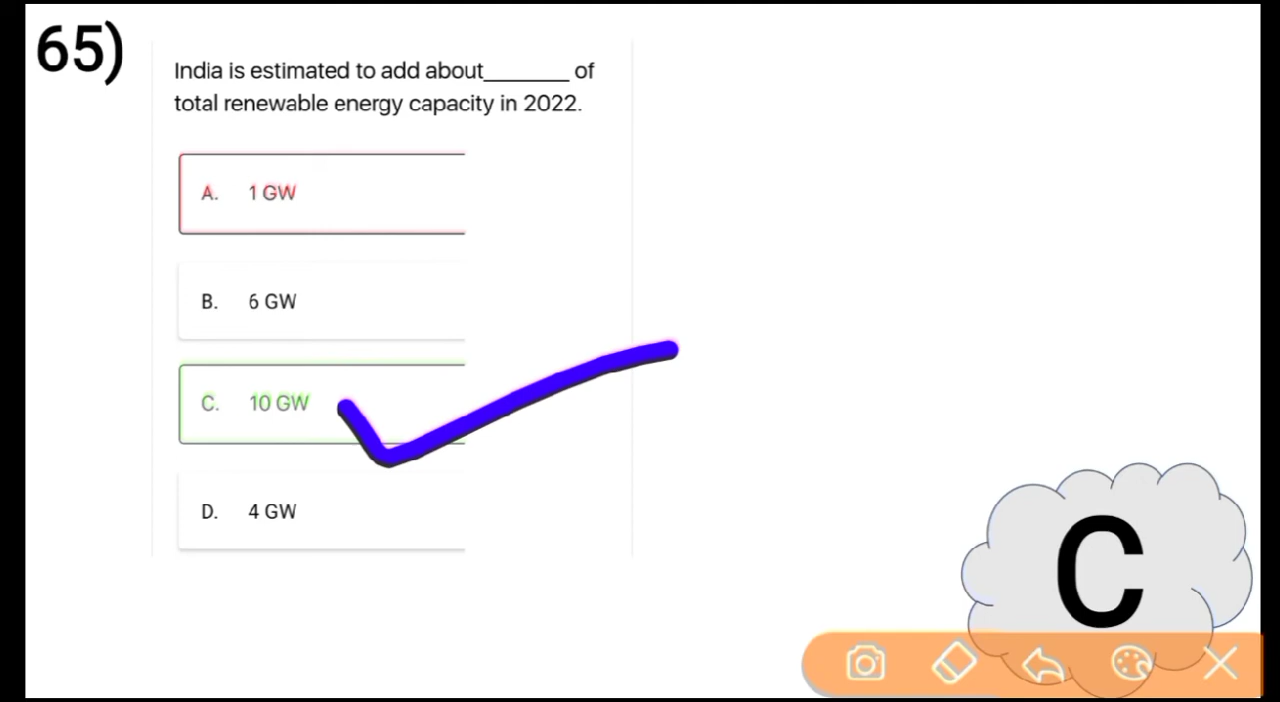 65)
India is estimated to add about_______ of
total renewable energy capacity in 2022.
A. 1 GW
B. 6 GW
C. 10 GW
D. 4 GW
C